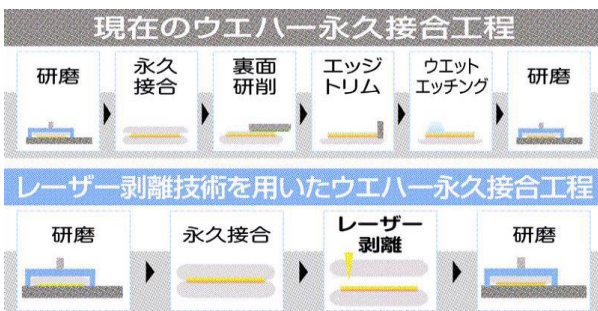 現在のウエハー永久接合工程
研磨
永久
接合
裏面
研削
エッジ
トリム
ウエット
エッチング
研磨
レーザー剥離技術を用いたウエハー永久接合工程
研磨
永久接合
レーザー
剥離
研磨